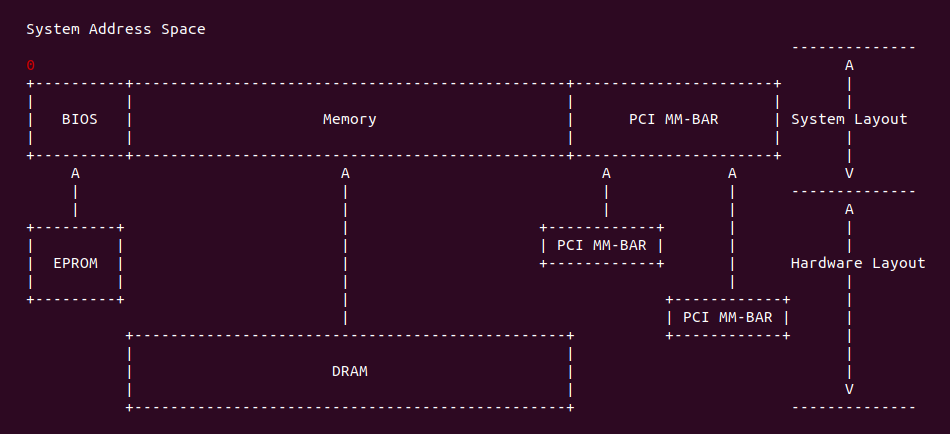 System Address Space
0
BIOS Memory PCI MM-BAR System Layout
A A A A V
A
PCI MM-BAR
EPROM Hardware Layout
PCI MM-BAR
DRAM
V